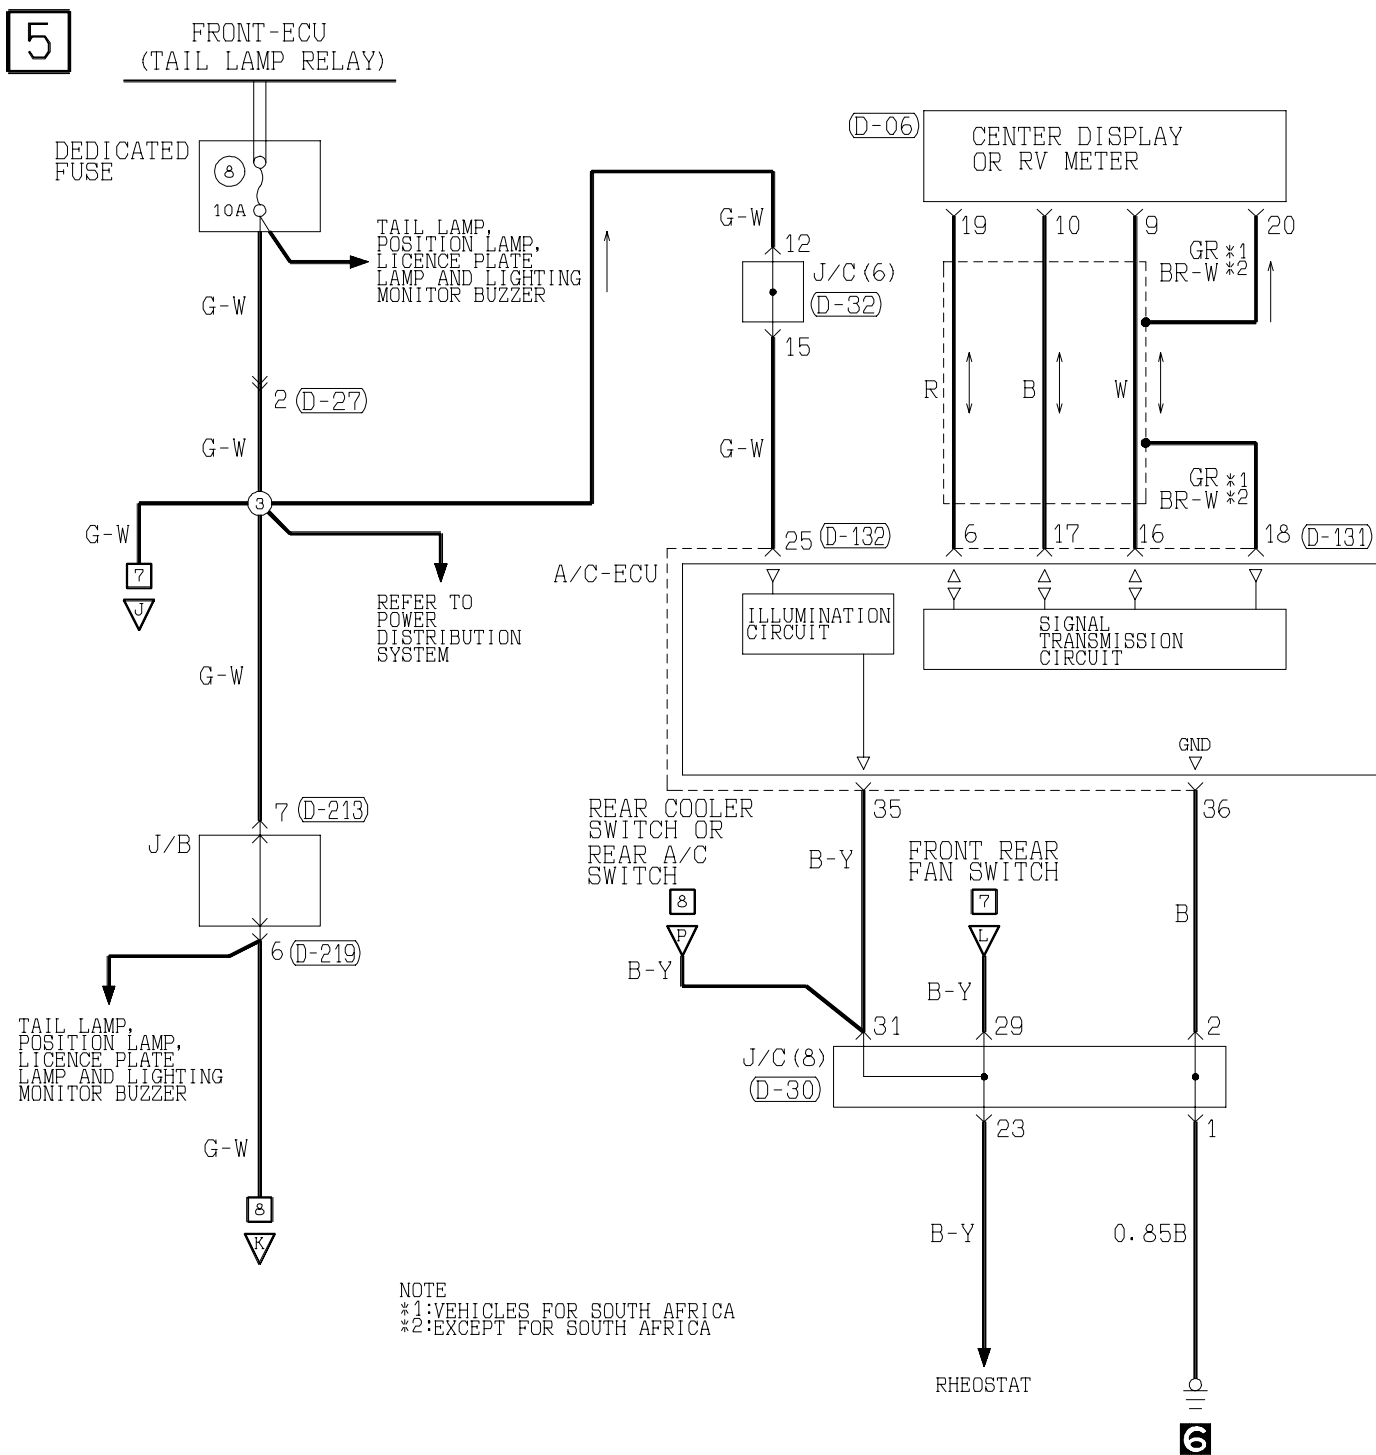 5
FRONT-ECU
(TAIL LAMP RELAY)
DEDICATED
FUSE
8
10A
TAIL LAMP,
POSITION LAMP,
LICENCE PLATE
LAMP AND LIGHTING
MONITOR BUZZER
G-W
2
D-27
G-W
3
G-W
7
J
REFER TO
POWER
DISTRIBUTION
SYSTEM
G-W
7
D-213
J/B
6
D-219
TAIL LAMP,
POSITION LAMP,
LICENCE PLATE
LAMP AND LIGHTING
MONITOR BUZZER
G-W
8
K
G-W
12
J/C(6)
D-32
15
G-W
25
D-132
D-06
CENTER DISPLAY
OR RV METER
19
10
9
20
GR *1
BR-W *2
R
B
W
GR *1
BR-W *2
6
17
16
18
D-131
A/C-ECU
ILLUMINATION
CIRCUIT
SIGNAL
TRANSMISSION
CIRCUIT
GND
35
36
REAR COOLER
SWITCH OR
REAR A/C
SWITCH
8
P
B-Y
B-Y
FRONT REAR
FAN SWITCH
7
L
B-Y
B
31
29
2
J/C(8)
D-30
23
1
B-Y
0.85B
RHEOSTAT
6
NOTE
*1:VEHICLES FOR SOUTH AFRICA
*2:EXCEPT FOR SOUTH AFRICA